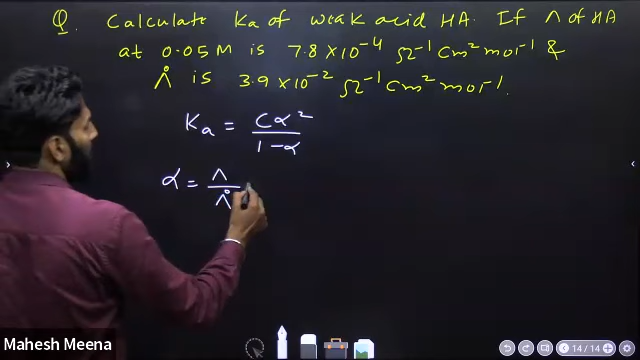 Q. Calculate Ka of weak acid HA. If Λ of HA
at 0.05 M is 7.8 × 10⁻⁴ Ω⁻¹ cm² mol⁻¹ &
Λ° is 3.9 × 10⁻² Ω⁻¹ cm² mol⁻¹.
Ka = Cα² / 1-α
α = Λ / Λ°
Mahesh Meena
14 / 14